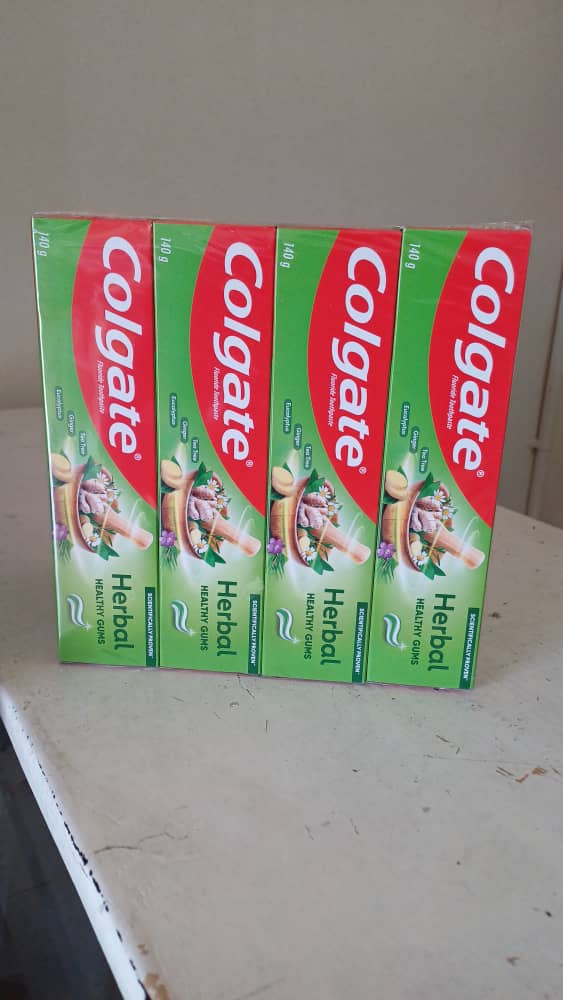 140 g
Colgate®
Fluoride Toothpaste
Eucalyptus
Ginger
Tea Tree
Herbal
HEALTHY GUMS
SCIENTIFICALLY PROVEN*
140 g
Colgate®
Fluoride Toothpaste
Eucalyptus
Ginger
Tea Tree
Herbal
HEALTHY GUMS
SCIENTIFICALLY PROVEN*
140 g
Colgate®
Fluoride Toothpaste
Eucalyptus
Ginger
Tea Tree
Herbal
HEALTHY GUMS
SCIENTIFICALLY PROVEN*
140 g
Colgate®
Fluoride Toothpaste
Eucalyptus
Ginger
Tea Tree
Herbal
HEALTHY GUMS
SCIENTIFICALLY PROVEN*